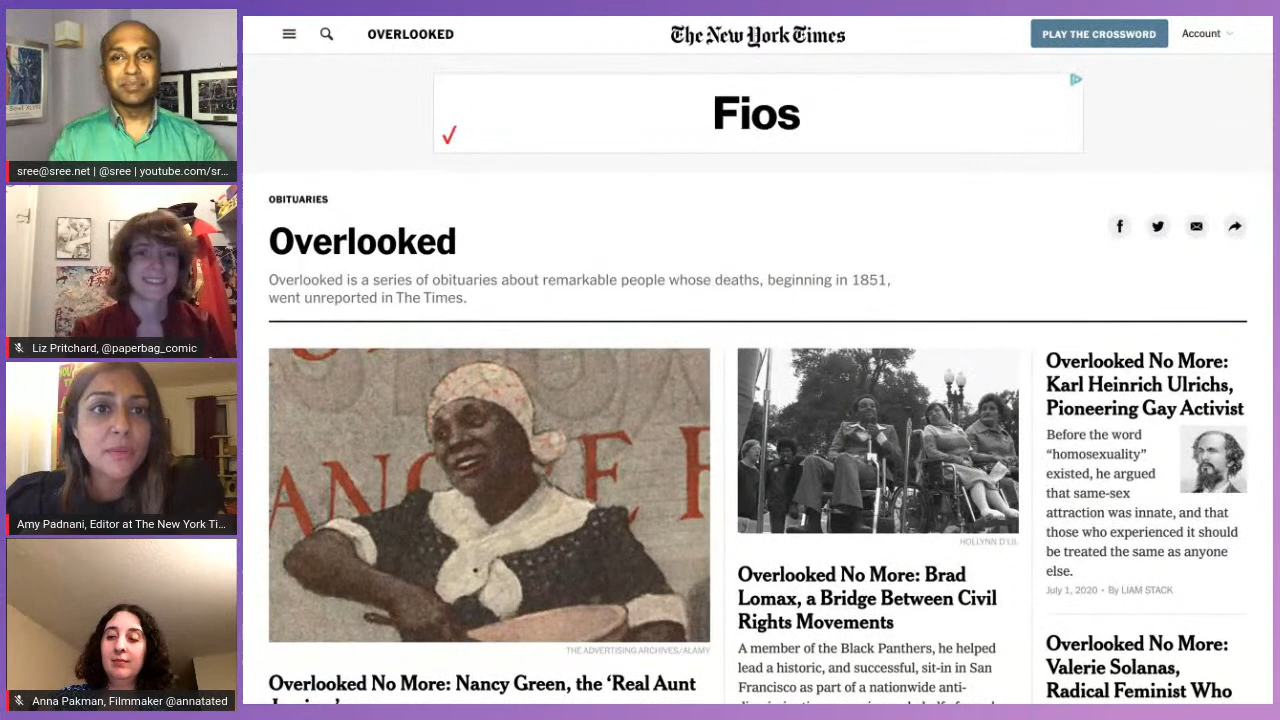 sree@sree.net | @sree | youtube.com/sr...
Liz Pritchard, @paperbag_comic
Amy Padnani, Editor at The New York Ti...
Anna Pakman, Filmmaker @annatated
OVERLOOKED
The New York Times
PLAY THE CROSSWORD
Account
Fios
OBITUARIES
Overlooked
Overlooked is a series of obituaries about remarkable people whose deaths, beginning in 1851,
went unreported in The Times.
THE ADVERTISING ARCHIVES/ALAMY
Overlooked No More: Nancy Green, the ‘Real Aunt
HOLLYNN D'LIL
Overlooked No More: Brad
Lomax, a Bridge Between Civil
Rights Movements
A member of the Black Panthers, he helped
lead a historic, and successful, sit-in in San
Francisco as part of a nationwide anti-
Overlooked No More:
Karl Heinrich Ulrichs,
Pioneering Gay Activist
Before the word
“homosexuality”
existed, he argued
that same-sex
attraction was innate, and that
those who experienced it should
be treated the same as anyone
else.
July 1, 2020 • By LIAM STACK
Overlooked No More:
Valerie Solanas,
Radical Feminist Who